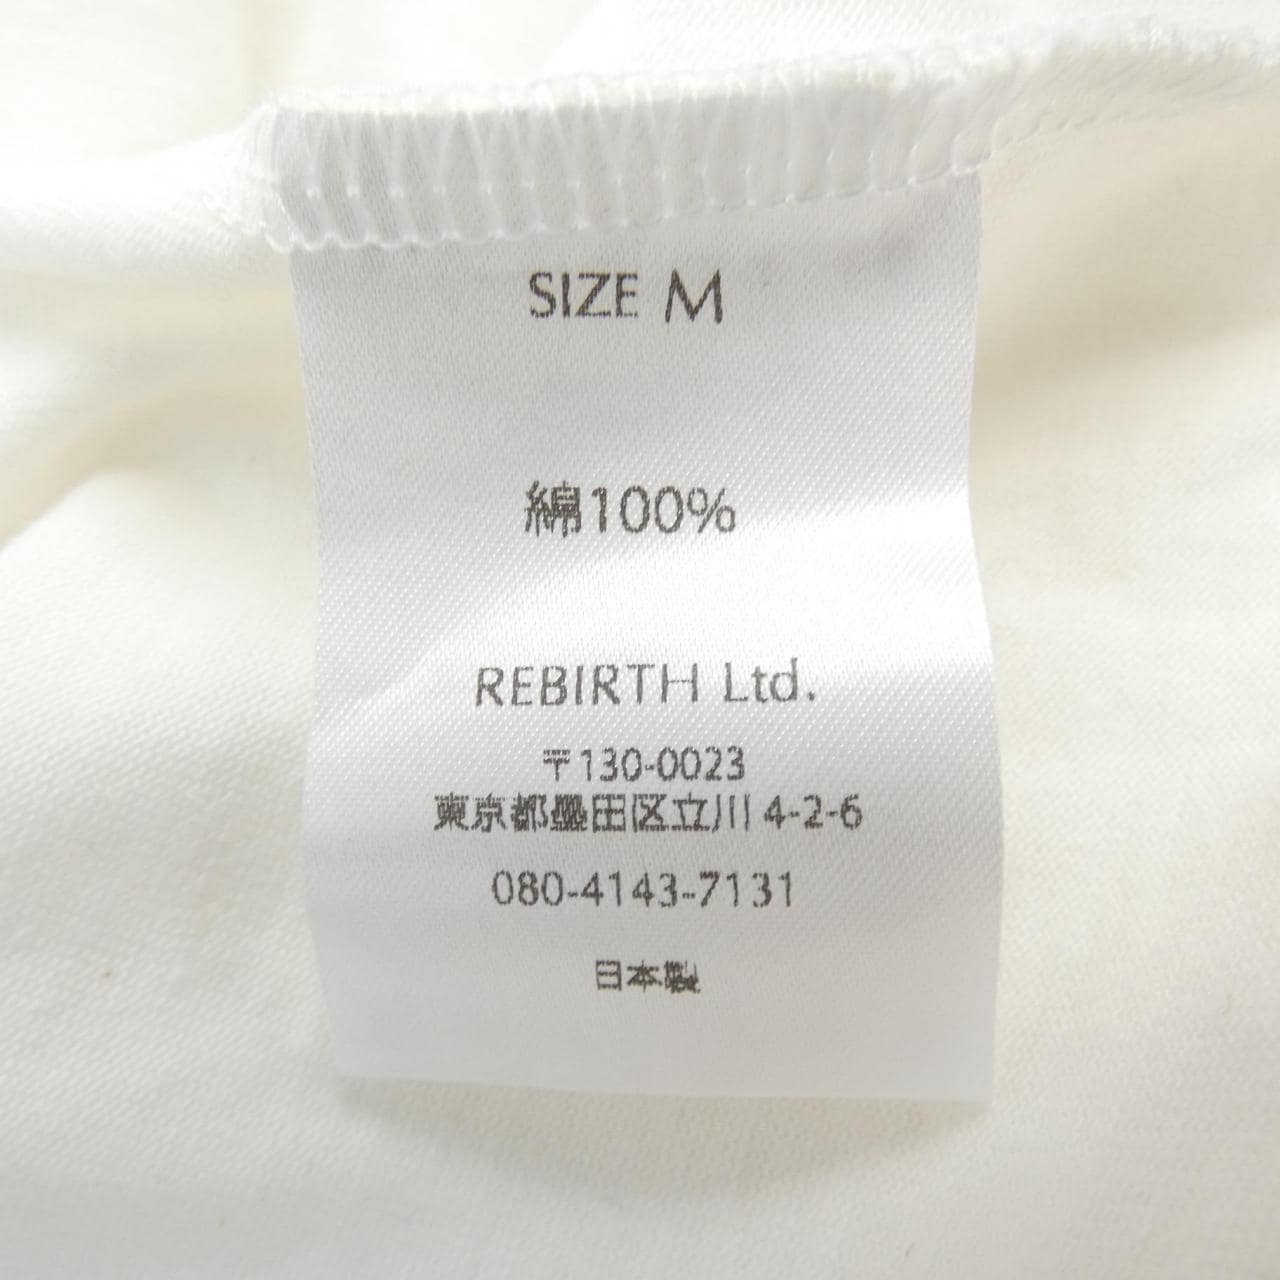 SIZE M
綿100%
REBIRTH Ltd.
〒130-0023
東京都墨田区立川 4-2-6
080-4143-7131
日本製